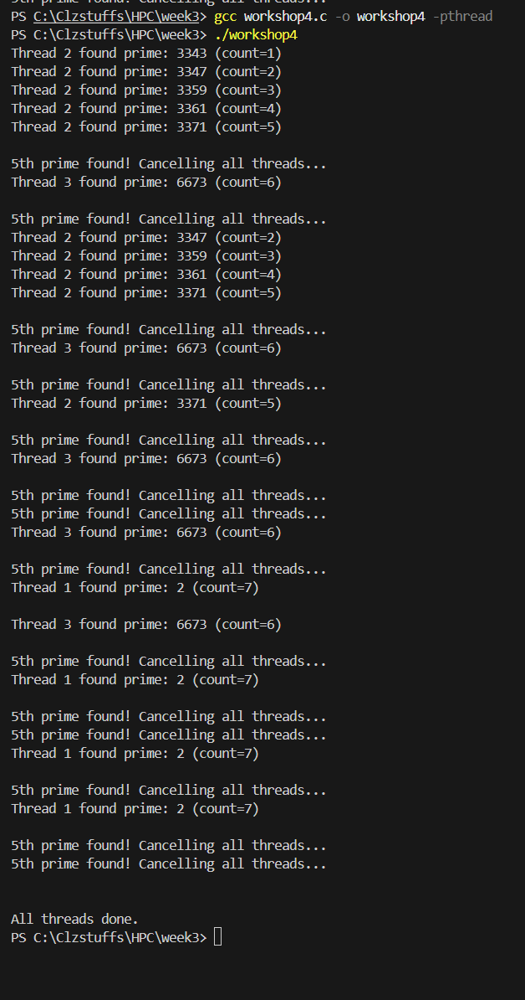 5th prime found! Cancelling all threads...
PS C:\Clzstuffs\HPC\week3> gcc workshop4.c -o workshop4 -pthread
PS C:\Clzstuffs\HPC\week3> ./workshop4
Thread 2 found prime: 3343 (count=1)
Thread 2 found prime: 3347 (count=2)
Thread 2 found prime: 3359 (count=3)
Thread 2 found prime: 3361 (count=4)
Thread 2 found prime: 3371 (count=5)

5th prime found! Cancelling all threads...
Thread 3 found prime: 6673 (count=6)

5th prime found! Cancelling all threads...
Thread 2 found prime: 3347 (count=2)
Thread 2 found prime: 3359 (count=3)
Thread 2 found prime: 3361 (count=4)
Thread 2 found prime: 3371 (count=5)

5th prime found! Cancelling all threads...
Thread 3 found prime: 6673 (count=6)

5th prime found! Cancelling all threads...
Thread 2 found prime: 3371 (count=5)

5th prime found! Cancelling all threads...
Thread 3 found prime: 6673 (count=6)

5th prime found! Cancelling all threads...
5th prime found! Cancelling all threads...
Thread 3 found prime: 6673 (count=6)

5th prime found! Cancelling all threads...
Thread 1 found prime: 2 (count=7)

Thread 3 found prime: 6673 (count=6)

5th prime found! Cancelling all threads...
Thread 1 found prime: 2 (count=7)

5th prime found! Cancelling all threads...
5th prime found! Cancelling all threads...
Thread 1 found prime: 2 (count=7)

5th prime found! Cancelling all threads...
Thread 1 found prime: 2 (count=7)

5th prime found! Cancelling all threads...
5th prime found! Cancelling all threads...

All threads done.
PS C:\Clzstuffs\HPC\week3>